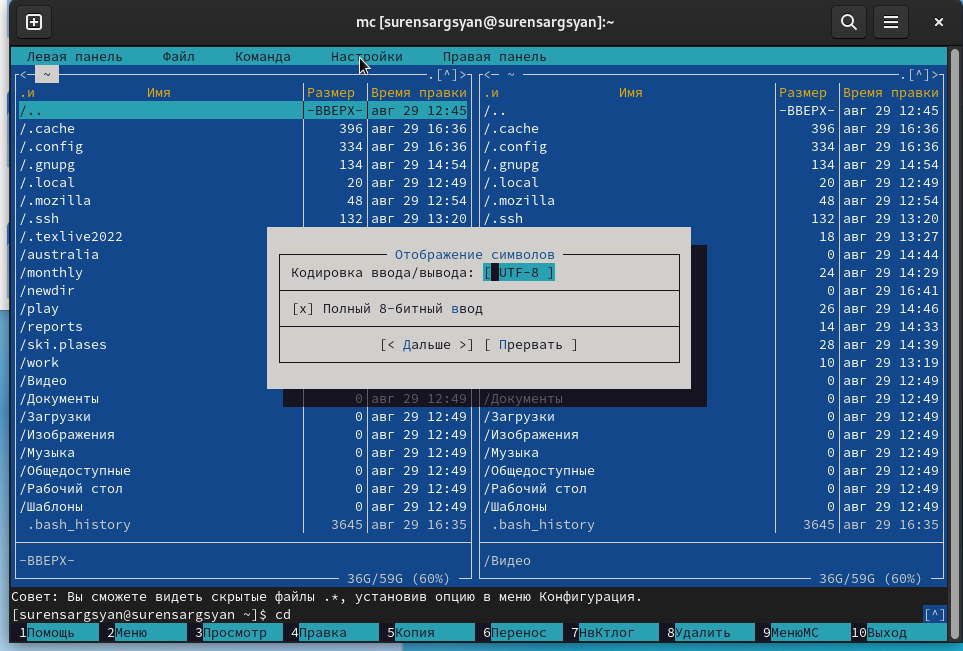 mc [surensargsyan@surensargsyan]:~
Левая панель Файл Команда Настройки Правая панель
<─ ~ .[^]> <─ ~ .[^]>
.и Имя Размер Время правки .и Имя Размер Время правки
/.. -ВВЕРХ- авг 29 12:45 /.. -ВВЕРХ- авг 29 12:45
/.cache 396 авг 29 16:36 /.cache 396 авг 29 16:36
/.config 334 авг 29 16:36 /.config 334 авг 29 16:36
/.gnupg 134 авг 29 14:54 /.gnupg 134 авг 29 14:54
/.local 20 авг 29 12:49 /.local 20 авг 29 12:49
/.mozilla 48 авг 29 12:54 /.mozilla 48 авг 29 12:54
/.ssh 132 авг 29 13:20 /.ssh 132 авг 29 13:20
/.texlive2022 18 авг 29 13:27
/australia Отображение символов 0 авг 29 14:44
/monthly Кодировка ввода/вывода: [ UTF-8 ] 24 авг 29 14:29
/newdir 0 авг 29 16:41
/play [x] Полный 8-битный ввод 26 авг 29 14:46
/reports 14 авг 29 14:33
/ski.plases [< Дальше >] [ Прервать ] 28 авг 29 14:39
/work 10 авг 29 13:19
/Видео 0 авг 29 12:49
/Документы 0 авг 29 12:49 /Документы 0 авг 29 12:49
/Загрузки 0 авг 29 12:49 /Загрузки 0 авг 29 12:49
/Изображения 0 авг 29 12:49 /Изображения 0 авг 29 12:49
/Музыка 0 авг 29 12:49 /Музыка 0 авг 29 12:49
/Общедоступные 0 авг 29 12:49 /Общедоступные 0 авг 29 12:49
/Рабочий стол 0 авг 29 12:49 /Рабочий стол 0 авг 29 12:49
/Шаблоны 0 авг 29 12:49 /Шаблоны 0 авг 29 12:49
.bash_history 3645 авг 29 16:35 .bash_history 3645 авг 29 16:35
-ВВЕРХ- /Видео
36G/59G (60%) 36G/59G (60%)
Совет: Вы сможете видеть скрытые файлы .*, установив опцию в меню Конфигурация.
[surensargsyan@surensargsyan ~]$ cd [^]
1Помощь 2Меню 3Просмотр 4Правка 5Копия 6Перенос 7НвКтлог 8Удалить 9МенюMC 10Выход